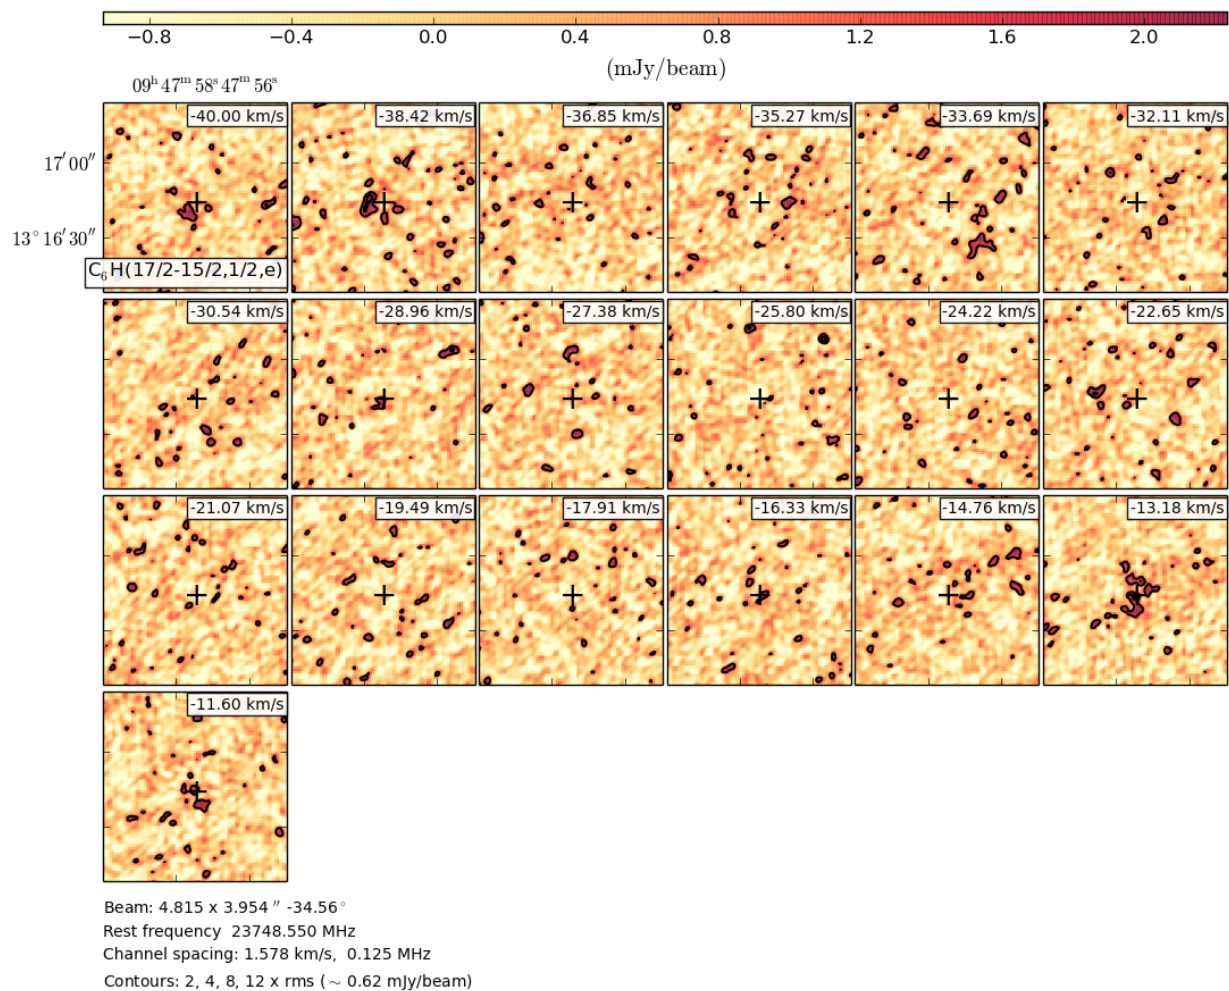 −0.8 −0.4 0.0 0.4 0.8 1.2 1.6 2.0
(mJy/beam)
09ʰ 47ᵐ 58ˢ 47ᵐ 56ˢ
-40.00 km/s -38.42 km/s -36.85 km/s -35.27 km/s -33.69 km/s -32.11 km/s
17′ 00″
13° 16′ 30″
C₆H(17/2-15/2,1/2,e)
-30.54 km/s -28.96 km/s -27.38 km/s -25.80 km/s -24.22 km/s -22.65 km/s
-21.07 km/s -19.49 km/s -17.91 km/s -16.33 km/s -14.76 km/s -13.18 km/s
-11.60 km/s
Beam: 4.815 x 3.954 ″ -34.56°
Rest frequency 23748.550 MHz
Channel spacing: 1.578 km/s, 0.125 MHz
Contours: 2, 4, 8, 12 x rms (∼ 0.62 mJy/beam)